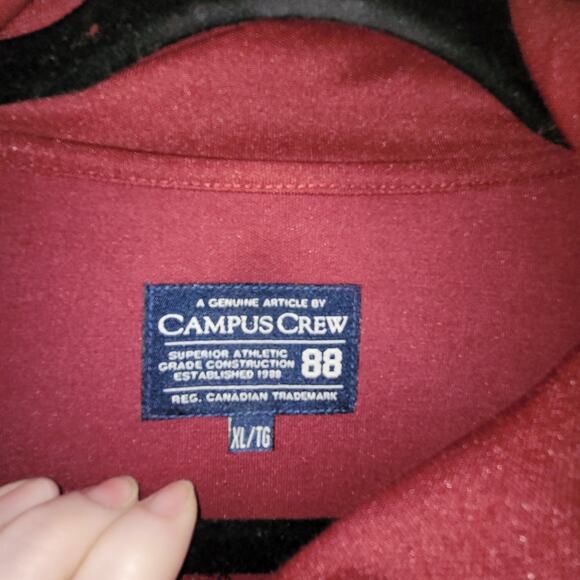 A GENUINE ARTICLE BY
CAMPUS CREW
SUPERIOR ATHLETIC
GRADE CONSTRUCTION
ESTABLISHED 1988
88
REG. CANADIAN TRADEMARK
XL/TG